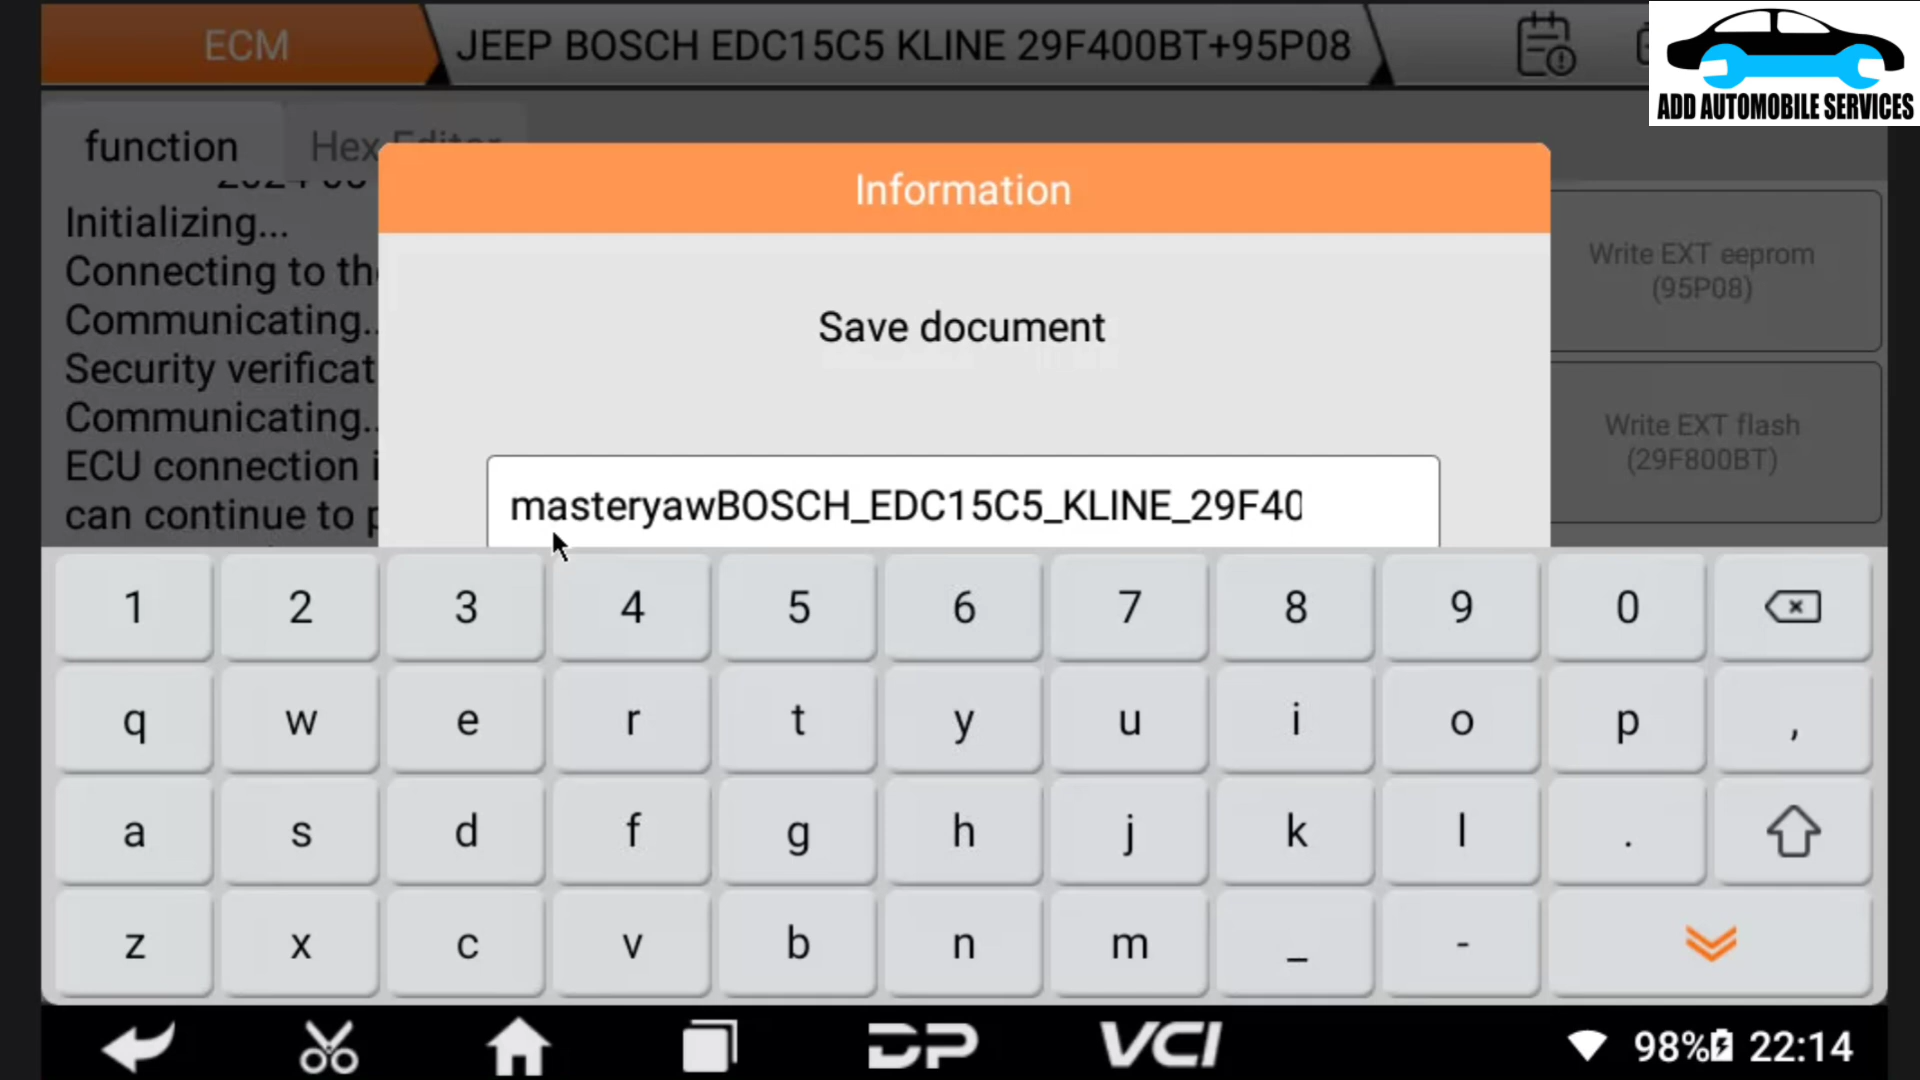 ECM
JEEP BOSCH EDC15C5 KLINE 29F400BT+95P08
ADD AUTOMOBILE SERVICES
function
Hex Editor
Information
Initializing...
Connecting to
Communicating..
Security
Communicating..
ECU connection
can continue to
Save document
masteryawBOSCH_EDC15C5_KLINE_29F40
Write EXT eeprom
(95P08)
Write EXT flash
(29F800BT)
1 2 3 4 5 6 7 8 9 0
q w e r t y u i o p ,
a s d f g h j k l .
z x c v b n m _ -
DP VCI 98% 22:14